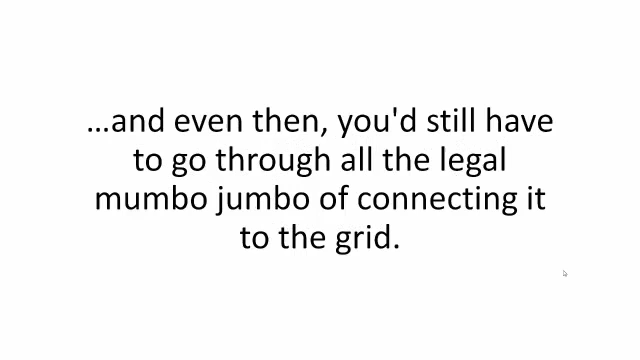 ...and even then, you'd still have
to go through all the legal
mumbo jumbo of connecting it
to the grid.